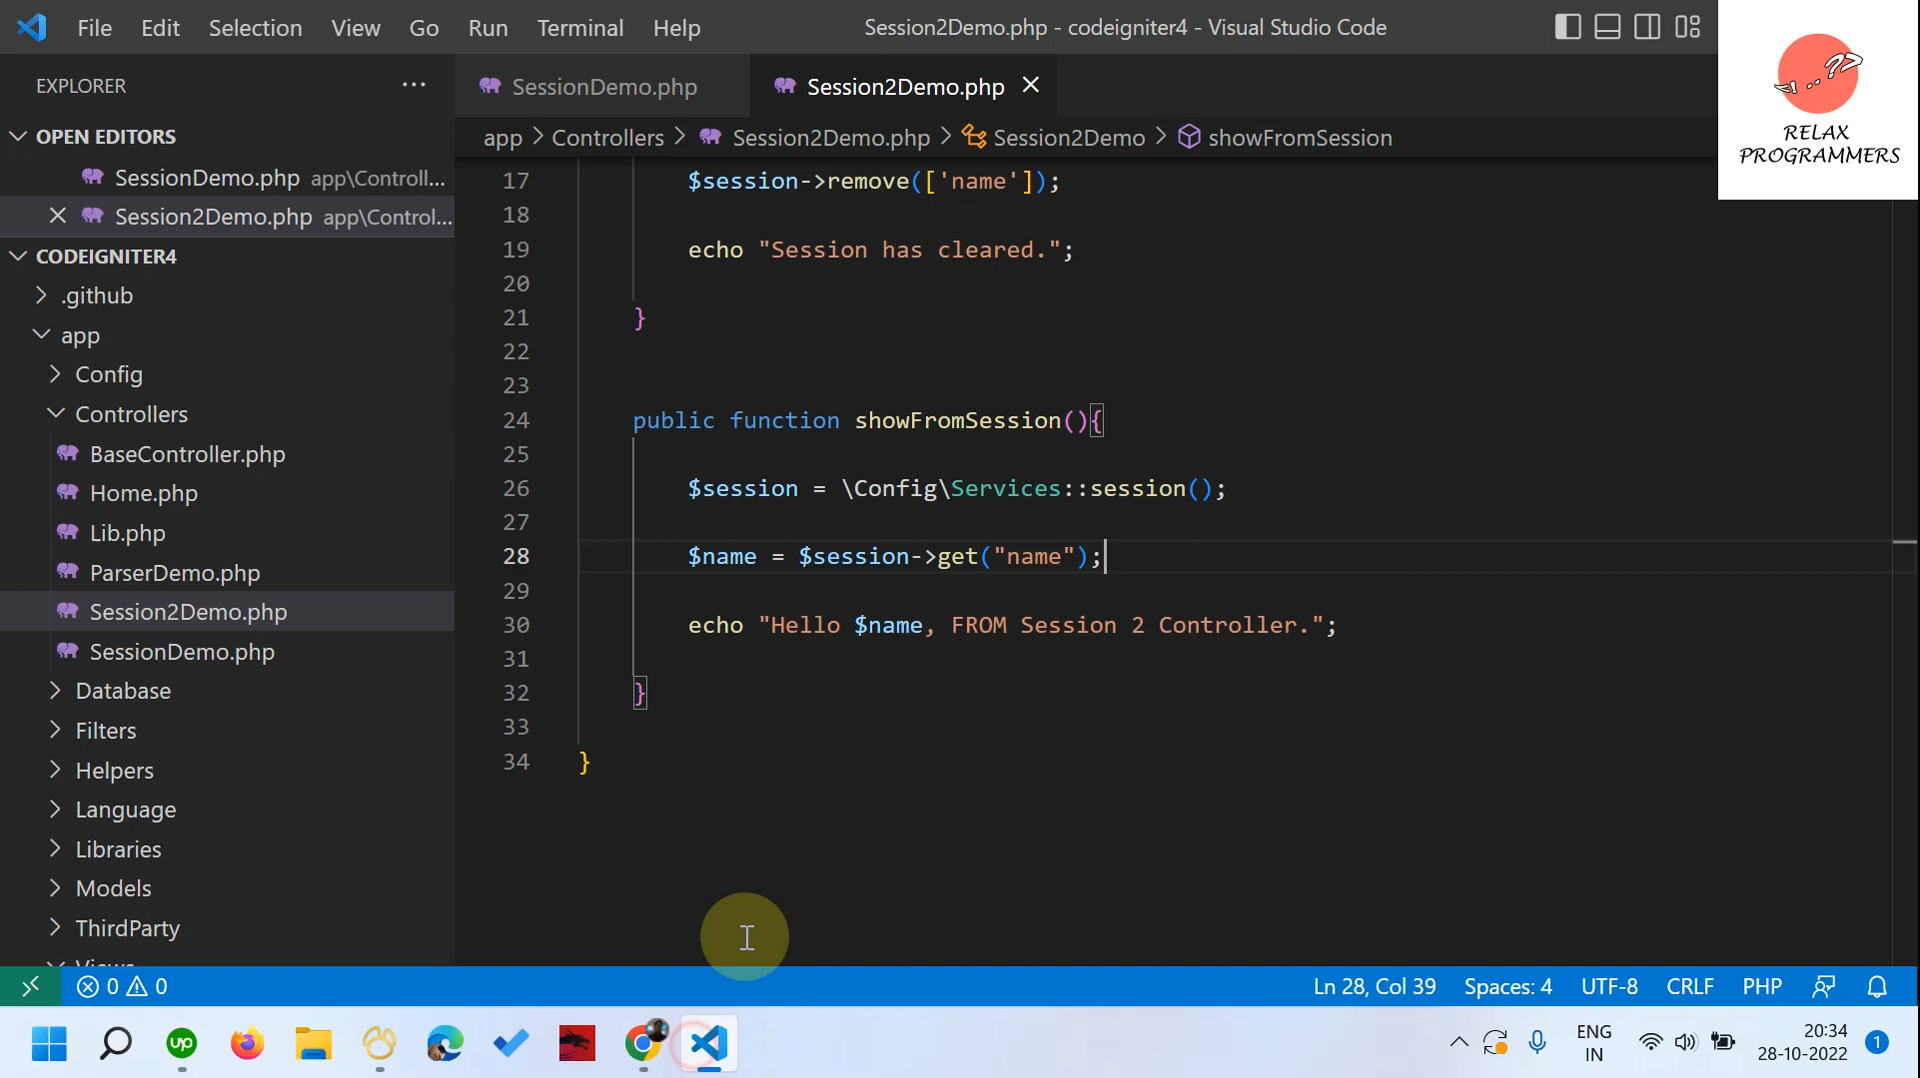 File Edit Selection View Go Run Terminal Help
Session2Demo.php - codeigniter4 - Visual Studio Code
<!..??>
RELAX
PROGRAMMERS
EXPLORER
OPEN EDITORS
SessionDemo.php app\Controll...
Session2Demo.php app\Control...
CODEIGNITER4
.github
app
Config
Controllers
BaseController.php
Home.php
Lib.php
ParserDemo.php
Session2Demo.php
SessionDemo.php
Database
Filters
Helpers
Language
Libraries
Models
ThirdParty
Views
SessionDemo.php
Session2Demo.php
app > Controllers > Session2Demo.php > Session2Demo > showFromSession
17 $session->remove(['name']);
18
19 echo "Session has cleared.";
20
21 }
22
23
24 public function showFromSession(){
25
26 $session = \Config\Services::session();
27
28 $name = $session->get("name");
29
30 echo "Hello $name, FROM Session 2 Controller.";
31
32 }
33
34 }
0 0
Ln 28, Col 39 Spaces: 4 UTF-8 CRLF PHP
up
ENG
IN
20:34
28-10-2022
1